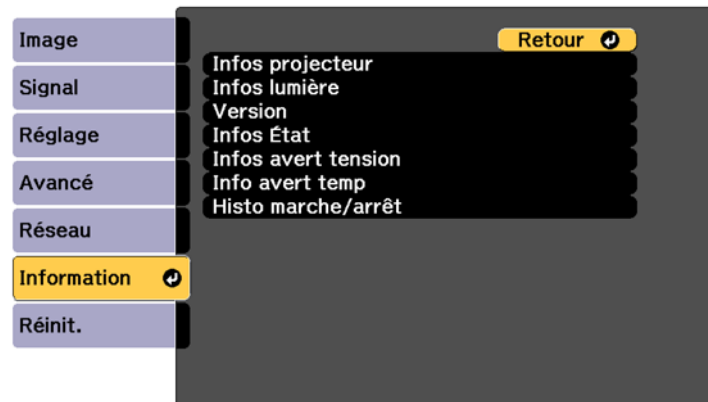 Image
Signal
Réglage
Avancé
Réseau
Information
Réinit.
Retour
Infos projecteur
Infos lumière
Version
Infos État
Infos avert tension
Info avert temp
Histo marche/arrêt